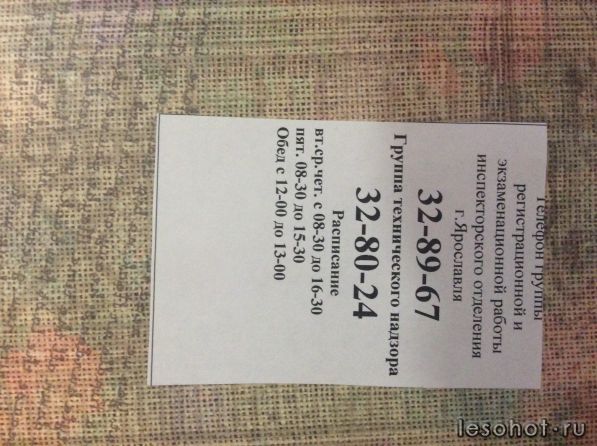 Телефон группы
регистрационной и
экзаменационной работы
инспекторского отделения
г.Ярославля
32-89-67
Группа технического надзора
32-80-24
Расписание
вт.ср.чет. с 08-30 до 16-30
пят. 08-30 до 15-30
Обед с 12-00 до 13-00
lesohot.ru